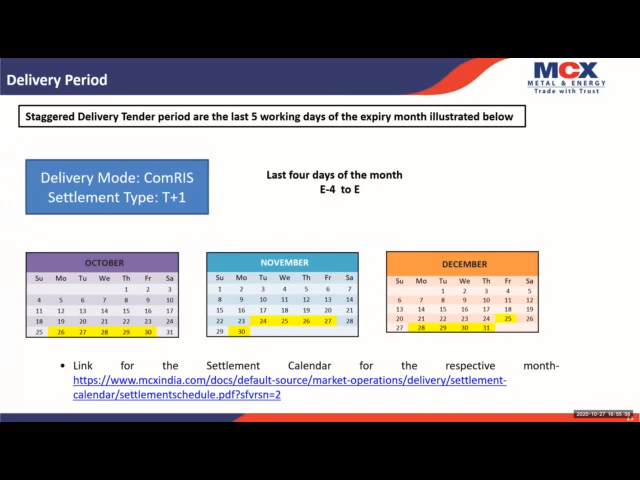 Delivery Period
MCX
METAL & ENERGY
Trade with Trust
Staggered Delivery Tender period are the last 5 working days of the expiry month illustrated below
Delivery Mode: ComRIS
Settlement Type: T+1
Last four days of the month
E-4 to E
OCTOBER
Su Mo Tu We Th Fr Sa
1 2 3
4 5 6 7 8 9 10
11 12 13 14 15 16 17
18 19 20 21 22 23 24
25 26 27 28 29 30 31
NOVEMBER
Su Mo Tu We Th Fr Sa
1 2 3 4 5 6 7
8 9 10 11 12 13 14
15 16 17 18 19 20 21
22 23 24 25 26 27 28
29 30
DECEMBER
Su Mo Tu We Th Fr Sa
1 2 3 4 5
6 7 8 9 10 11 12
13 14 15 16 17 18 19
20 21 22 23 24 25 26
27 28 29 30 31
• Link for the Settlement Calendar for the respective month-
https://www.mcxindia.com/docs/default-source/market-operations/delivery/settlement-
calendar/settlementschedule.pdf?sfvrsn=2